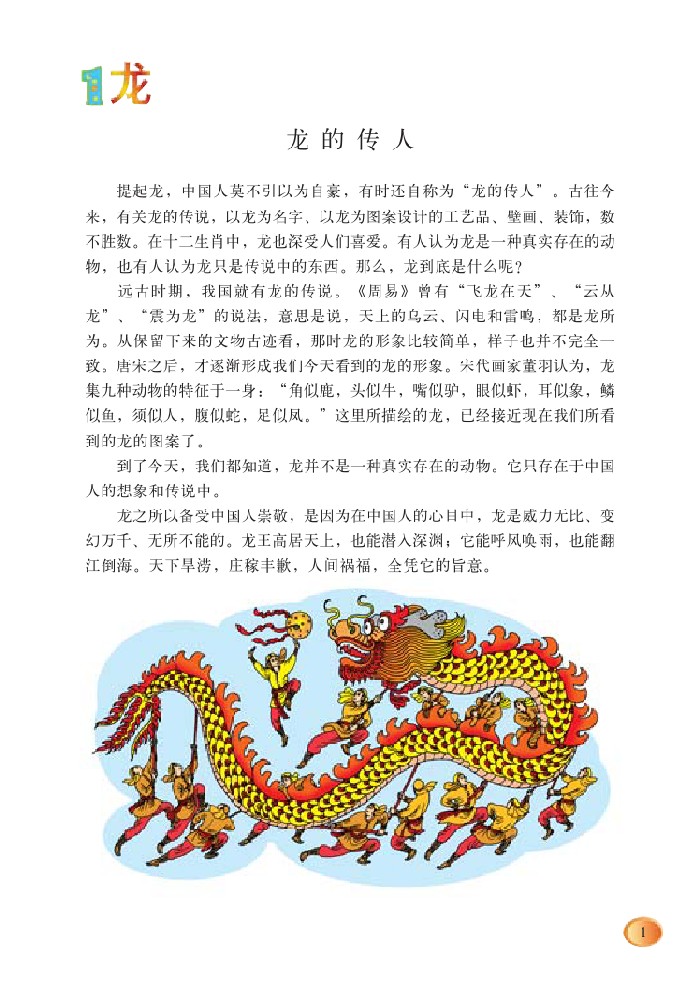 1龙
龙的传人
提起龙，中国人莫不引以为自豪，有时还自称为“龙的传人”。古往今
来，有关龙的传说，以龙为名字、以龙为图案设计的工艺品、壁画、装饰，数
不胜数。在十二生肖中，龙也深受人们喜爱。有人认为龙是一种真实存在的动
物，也有人认为龙只是传说中的东西。那么，龙到底是什么呢？
远古时期，我国就有龙的传说。《周易》曾有“飞龙在天”、“云从
龙”、“震为龙”的说法，意思是说，天上的乌云、闪电和雷鸣，都是龙所
为。从保留下来的文物古迹看，那时龙的形象比较简单，样子也并不完全一
致。唐宋之后，才逐渐形成我们今天看到的龙的形象。宋代画家董羽认为，龙
集九种动物的特征于一身：“角似鹿，头似牛，嘴似驴，眼似虾，耳似象，鳞
似鱼，须似人，腹似蛇，足似凤。”这里所描绘的龙，已经接近现在我们所看
到的龙的图案了。
到了今天，我们都知道，龙并不是一种真实存在的动物。它只存在于中国
人的想象和传说中。
龙之所以备受中国人崇敬，是因为在中国人的心目中，龙是威力无比、变
幻万千、无所不能的。龙王高居天上，也能潜入深渊；它能呼风唤雨，也能翻
江倒海。天下旱涝，庄稼丰歉，人间祸福，全凭它的旨意。
1